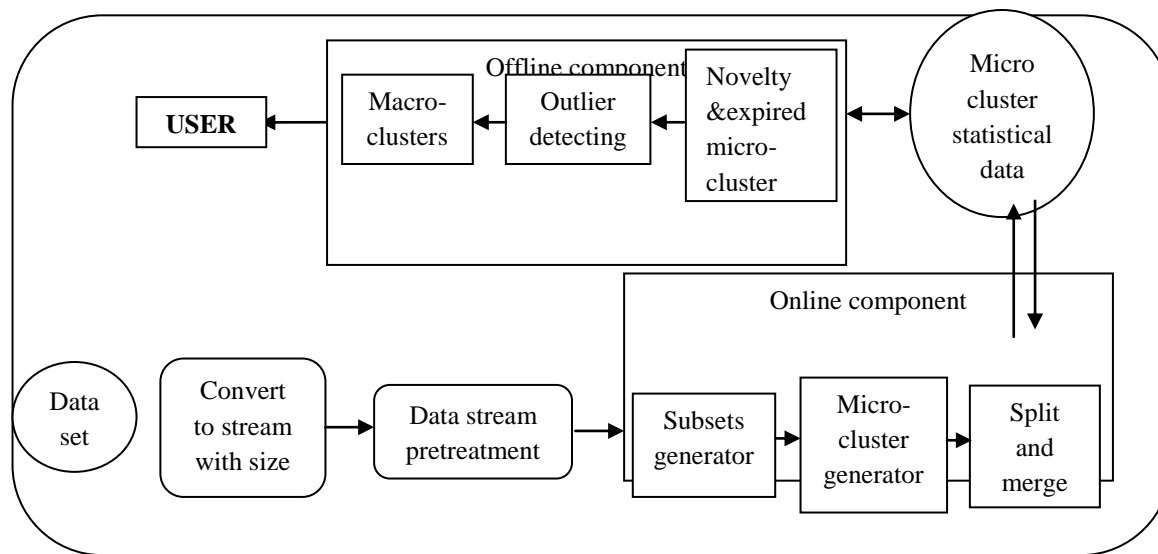 Offline component
USER
Macro-
clusters
Outlier
detecting
Novelty
&expired
micro-
cluster
Micro
cluster
statistical
data
Online component
Data
set
Convert
to stream
with size
Data stream
pretreatment
Subsets
generator
Micro-
cluster
generator
Split
and
merge